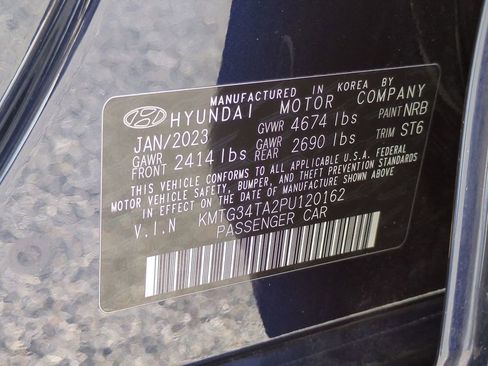 MANUFACTURED IN KOREA BY
HYUNDAI MOTOR COMPANY
JAN/2023 GVWR 4674 lbs PAINT NRB
GAWR FRONT 2414 lbs GAWR REAR 2690 lbs TRIM ST6
THIS VEHICLE CONFORMS TO ALL APPLICABLE U.S.A. FEDERAL
MOTOR VEHICLE SAFETY, BUMPER, AND THEFT PREVENTION STANDARDS
IN EFFECT ON THE DATE OF MANUFACTURE SHOWN ABOVE.
V.I.N KMTG34TA2PU120162
PASSENGER CAR